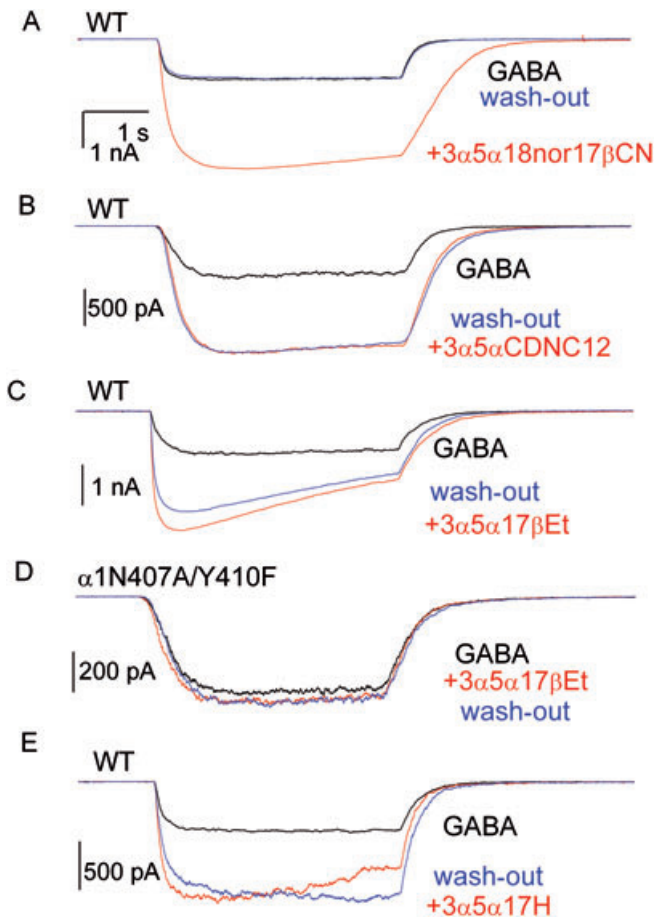 A
WT
GABA
wash-out
1 s
1 nA
+3α5α18nor17βCN
B
WT
GABA
500 pA
wash-out
+3α5αCDNC12
C
WT
GABA
1 nA
wash-out
+3α5α17βEt
D
α1N407A/Y410F
GABA
200 pA
+3α5α17βEt
wash-out
E
WT
GABA
500 pA
wash-out
+3α5α17H